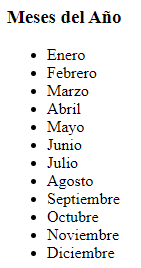 Meses del Año
Enero
Febrero
Marzo
Abril
Mayo
Junio
Julio
Agosto
Septiembre
Octubre
Noviembre
Diciembre